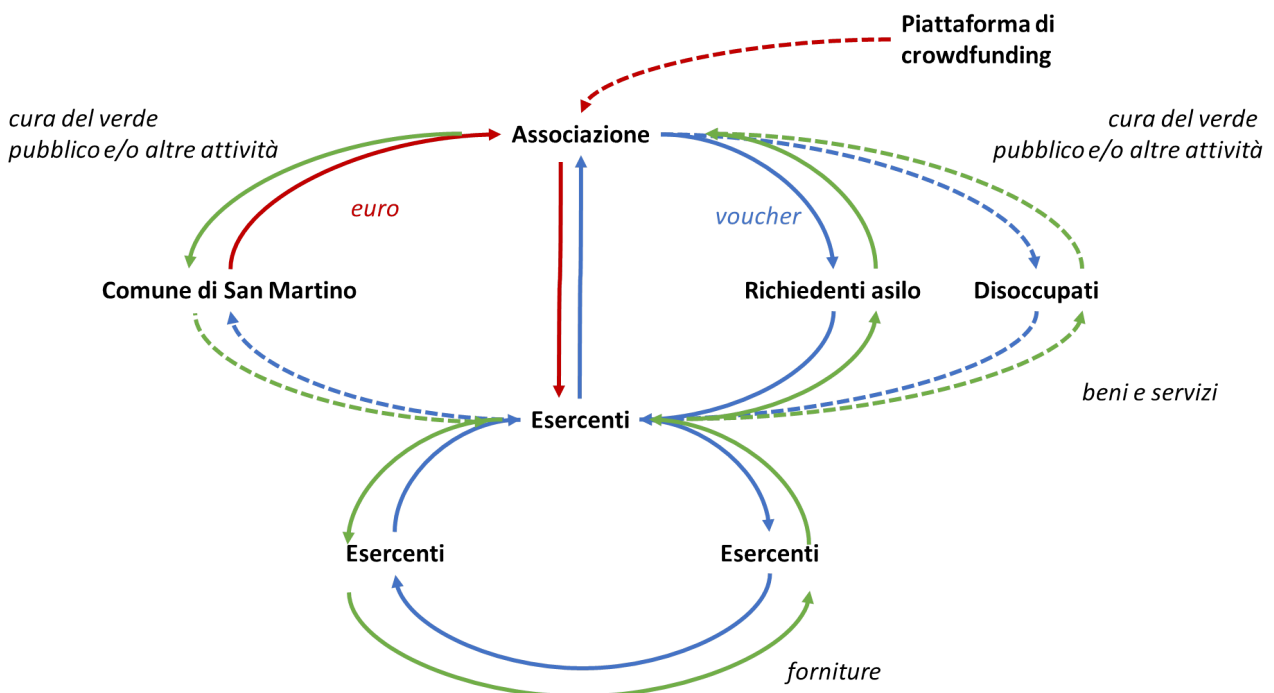 Piattaforma di
crowdfunding
cura del verde
pubblico e/o altre attività
Associazione
cura del verde
pubblico e/o altre attività
euro
voucher
Comune di San Martino
Richiedenti asilo
Disoccupati
beni e servizi
Esercenti
Esercenti
Esercenti
forniture